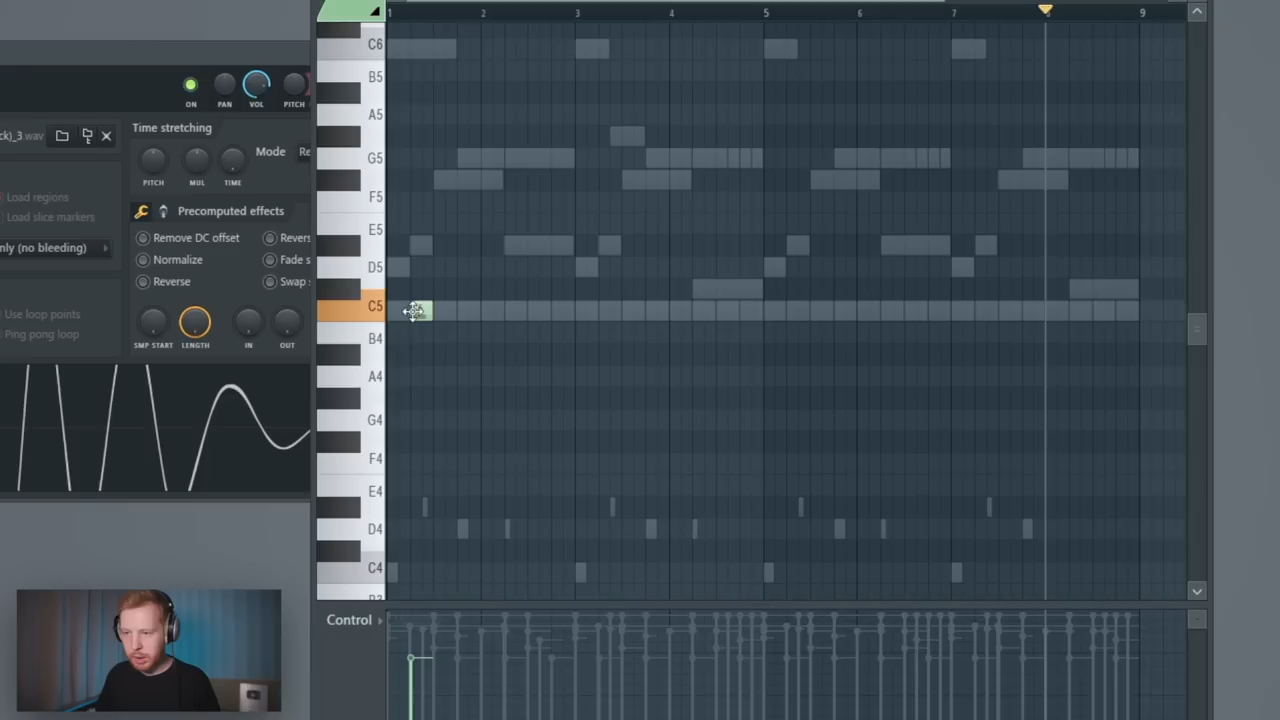 1 2 3 4 5 6 7 8 9
C6
B5
A5
G5
F5
E5
D5
C5
B4
A4
G4
F4
E4
D4
C4
Control
ON PAN VOL PITCH
ck)_3 wav
Time stretching
PITCH MUL TIME
Mode Re
Load regions
Load slice markers
nly (no bleeding)
Precomputed effects
Remove DC offset Revers
Normalize Fade s
Reverse Swap
Use loop points
Ping pong loop
SMP START LENGTH IN OUT